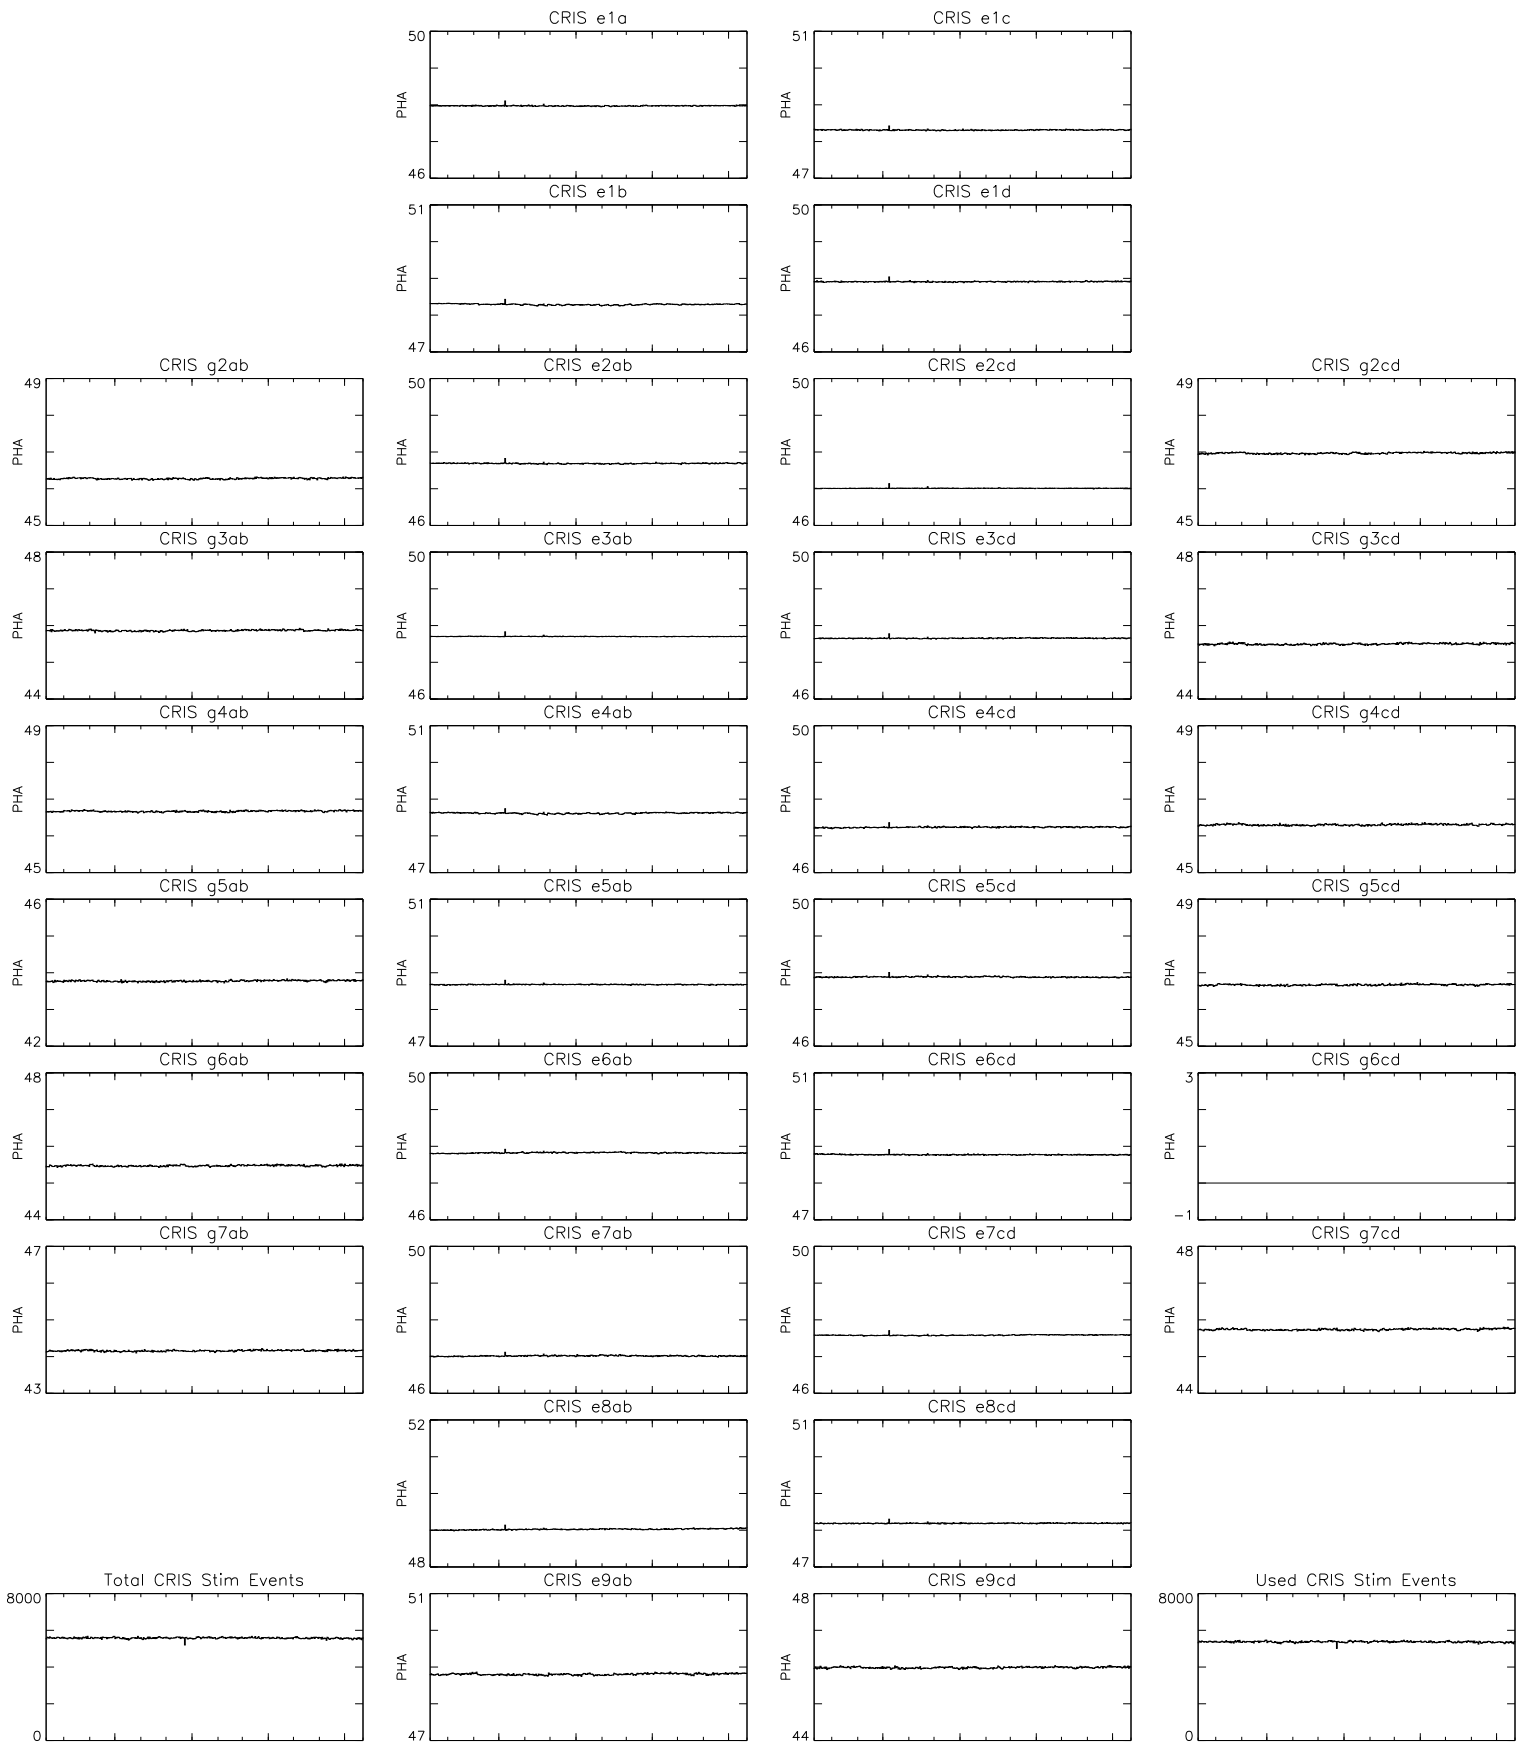 CRIS e1a
50
PHA
46
CRIS e1c
51
PHA
47
CRIS e1b
51
PHA
47
CRIS e1d
50
PHA
46
CRIS g2ab
49
PHA
45
CRIS e2ab
50
PHA
46
CRIS e2cd
50
PHA
46
CRIS g2cd
49
PHA
45
CRIS g3ab
48
PHA
44
CRIS e3ab
50
PHA
46
CRIS e3cd
50
PHA
46
CRIS g3cd
48
PHA
44
CRIS g4ab
49
PHA
45
CRIS e4ab
51
PHA
47
CRIS e4cd
50
PHA
46
CRIS g4cd
49
PHA
45
CRIS g5ab
46
PHA
42
CRIS e5ab
51
PHA
47
CRIS e5cd
50
PHA
46
CRIS g5cd
49
PHA
45
CRIS g6ab
48
PHA
44
CRIS e6ab
50
PHA
46
CRIS e6cd
51
PHA
47
CRIS g6cd
3
PHA
-1
CRIS g7ab
47
PHA
43
CRIS e7ab
50
PHA
46
CRIS e7cd
50
PHA
46
CRIS g7cd
48
PHA
44
CRIS e8ab
52
PHA
48
CRIS e8cd
51
PHA
47
Total CRIS Stim Events
8000
0
CRIS e9ab
51
PHA
47
CRIS e9cd
48
PHA
44
Used CRIS Stim Events
8000
0